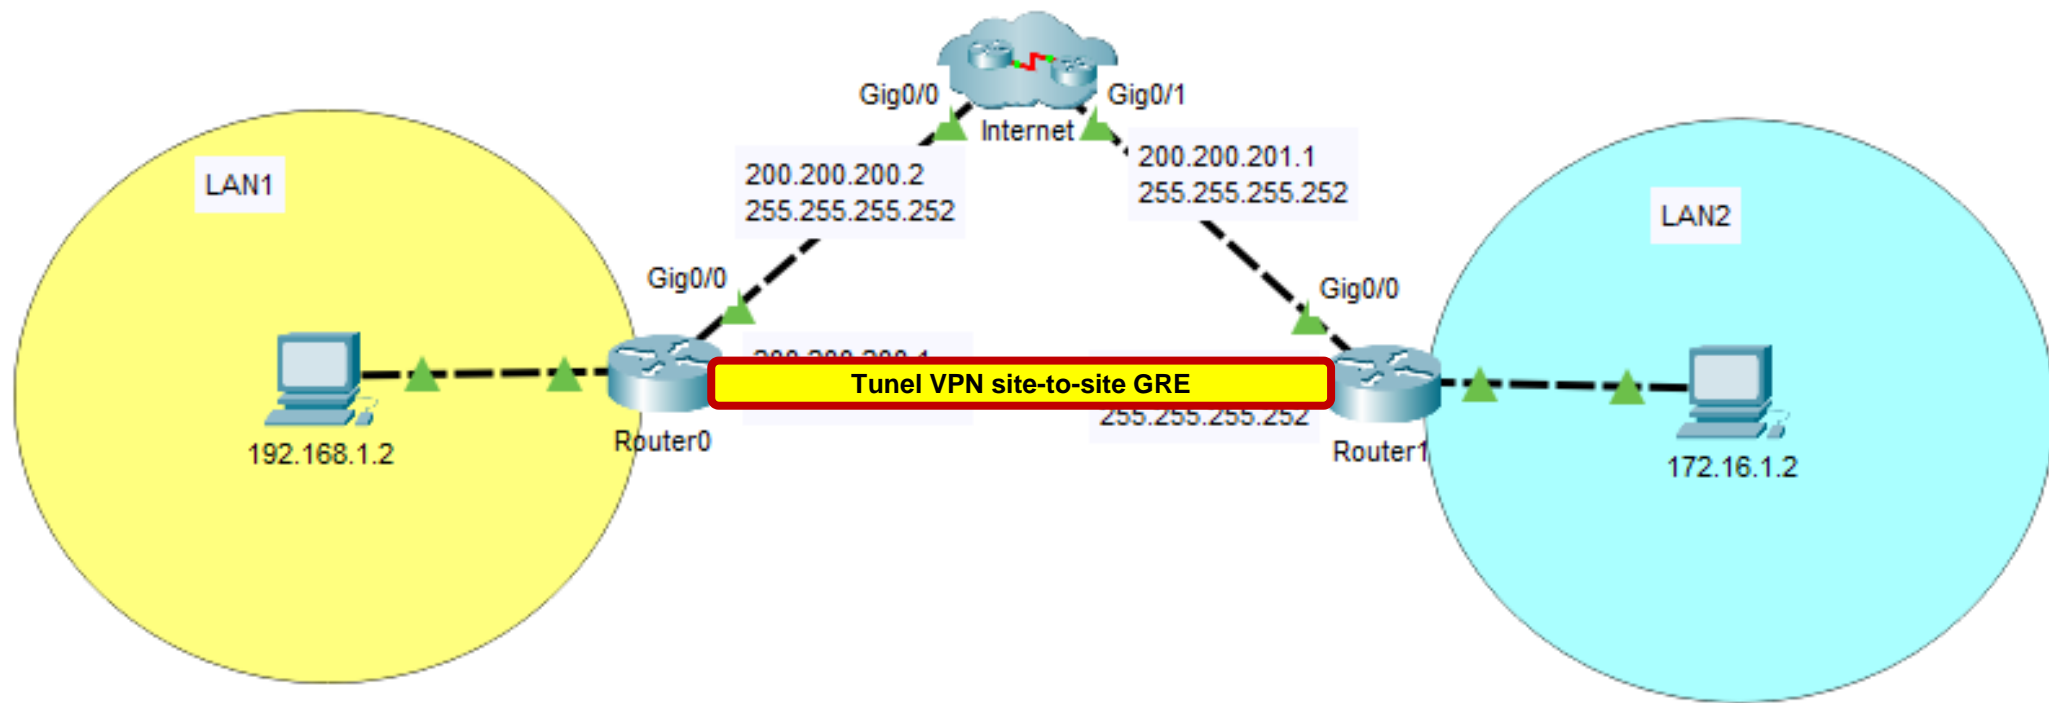 Gig0/0
Gig0/1
Internet
LAN1
200.200.200.2
255.255.255.252
200.200.201.1
255.255.255.252
LAN2
Gig0/0
Gig0/0
Tunel VPN site-to-site GRE
255.255.255.252
Router0
Router1
192.168.1.2
172.16.1.2